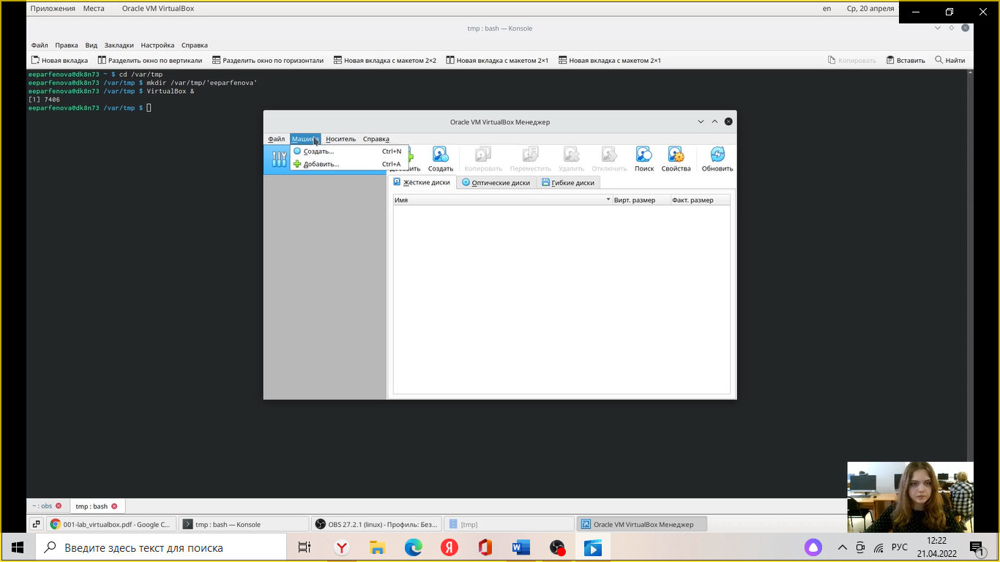 Приложения Места Oracle VM VirtualBox en Ср, 20 апреля
tmp : bash — Konsole
Файл Правка Вид Закладки Настройка Справка
Новая вкладка Разделить окно по вертикали Разделить окно по горизонтали Новая вкладка с макетом 2×2 Новая вкладка с макетом 2×1 Новая вкладка с макетом 2×1 Копировать Вставить Найти
eeparfenova@dk8n73 ~ $ cd /var/tmp
eeparfenova@dk8n73 /var/tmp $ mkdir /var/tmp/'eeparfenova'
eeparfenova@dk8n73 /var/tmp $ VirtualBox &
[1] 7406
eeparfenova@dk8n73 /var/tmp $
Oracle VM VirtualBox Менеджер
Файл Машина Носитель Справка
Создать... Ctrl+N
Добавить... Ctrl+A
Создать Копировать Переместить Удалить Отключить Поиск Свойства Обновить
Жёсткие диски Оптические диски Гибкие диски
Имя Вирт. размер Факт. размер
~ : obs tmp : bash
001-lab_virtualbox.pdf - Google C... tmp : bash — Konsole OBS 27.2.1 (linux) - Профиль: Без... [tmp] Oracle VM VirtualBox Менеджер
Введите здесь текст для поиска
РУС 12:22
21.04.2022 1